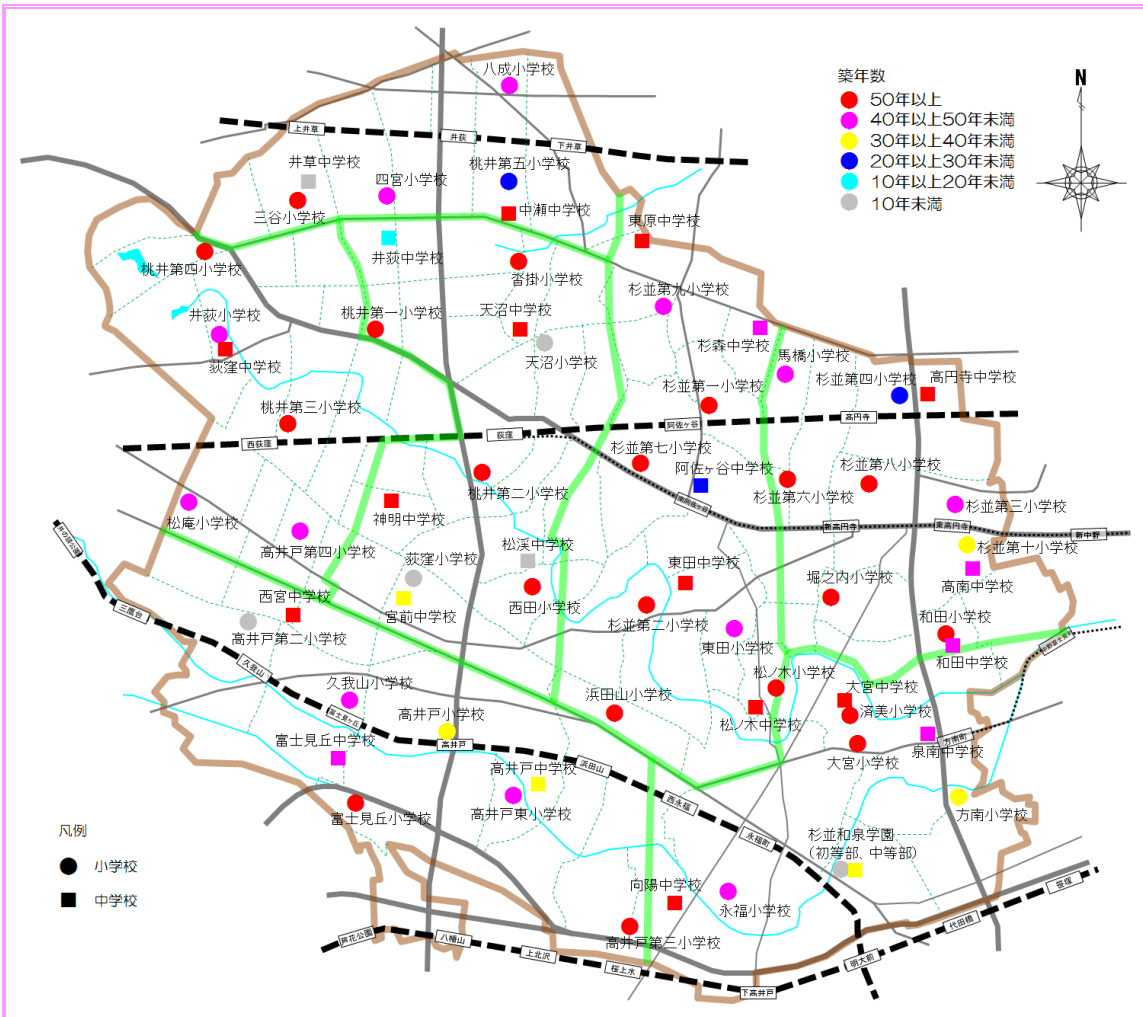 八成小学校
築年数
50年以上
40年以上50年未満
30年以上40年未満
20年以上30年未満
10年以上20年未満
10年未満
N
上井草
井荻
下井草
井草中学校
四宮小学校
桃井第五小学校
三谷小学校
中瀬中学校
東原中学校
井荻中学校
桃井第四小学校
沓掛小学校
杉並第九小学校
井荻小学校
桃井第一小学校
天沼中学校
杉森中学校
天沼小学校
馬橋小学校
荻窪中学校
杉並第四小学校
高円寺中学校
杉並第一小学校
桃井第三小学校
西荻窪
荻窪
阿佐ヶ谷
高円寺
杉並第七小学校
阿佐ヶ谷中学校
杉並第八小学校
桃井第二小学校
杉並第六小学校
南阿佐ヶ谷
松庵小学校
神明中学校
杉並第三小学校
高井戸第四小学校
新高円寺
東高円寺
新中野
井の頭公園
松渓中学校
杉並第十小学校
荻窪小学校
高南中学校
東田中学校
堀之内小学校
西宮中学校
宮前中学校
西田小学校
三鷹台
杉並第二小学校
和田小学校
高井戸第二小学校
東田小学校
和田中学校
中野富士見町
久我山
松ノ木小学校
久我山小学校
浜田山小学校
大宮中学校
済美小学校
富士見ヶ丘
高井戸小学校
松ノ木中学校
泉南中学校
方南町
富士見丘中学校
高井戸
大宮小学校
浜田山
高井戸中学校
西永福
方南小学校
富士見丘小学校
高井戸東小学校
永福町
杉並和泉学園
(初等部、中等部)
凡例
小学校
中学校
向陽中学校
永福小学校
笹塚
代田橋
高井戸第三小学校
芦花公園
八幡山
上北沢
桜上水
明大前
下高井戸